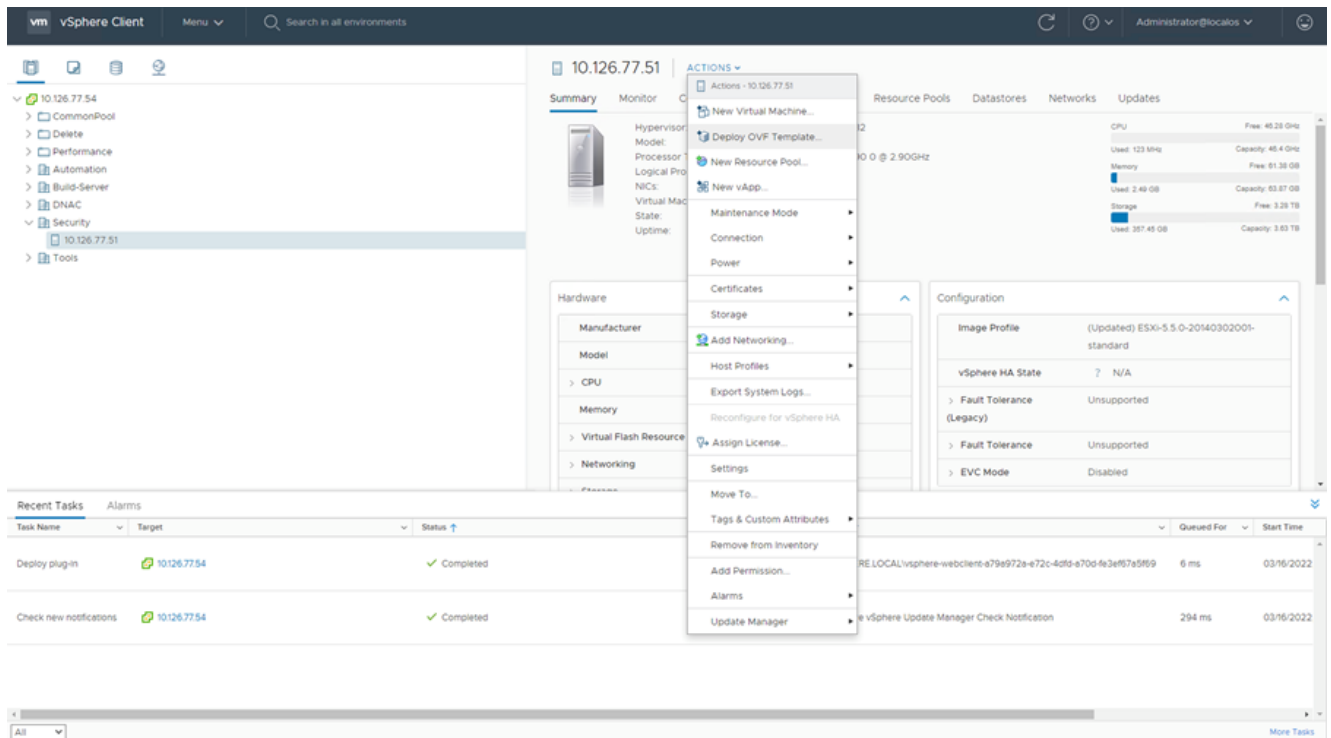 vm vSphere Client Menu Search in all environments Administrator@localos
10.126.77.54
CommonPool
Delete
Performance
Automation
Build-Server
DNAC
Security
10.126.77.51
Tools
10.126.77.51 ACTIONS
Summary Monitor C Resource Pools Datastores Networks Updates
Hypervisor
Model:
Processor T
Logical Pro
NICs:
Virtual Mac
State:
Uptime:
0 @ 2.90GHz
CPU Free: 46.28 GHz
Used: 123 MHz Capacity: 46.4 GHz
Memory Free: 61.38 GB
Used: 2.49 GB Capacity: 63.87 GB
Storage Free: 3.28 TB
Used: 357.45 GB Capacity: 3.63 TB
Actions - 10.126.77.51
New Virtual Machine...
Deploy OVF Template...
New Resource Pool...
New vApp...
Maintenance Mode
Connection
Power
Certificates
Storage
Add Networking...
Host Profiles
Export System Logs...
Reconfigure for vSphere HA
Assign License...
Settings
Move To...
Tags & Custom Attributes
Remove from Inventory
Add Permission...
Alarms
Update Manager
Hardware
Manufacturer
Model
CPU
Memory
Virtual Flash Resource
Networking
Configuration
Image Profile (Updated) ESXi-5.5.0-20140302001-
standard
vSphere HA State ? N/A
Fault Tolerance Unsupported
(Legacy)
Fault Tolerance Unsupported
EVC Mode Disabled
Recent Tasks Alarms
Task Name Target Status Queued For Start Time
Deploy plug-in 10.126.77.54 Completed RE.LOCAL\vsphere-webclient-a79a972a-e72c-4dfd-a70d-fe3ef67a5f69 6 ms 03/16/2022
Check new notifications 10.126.77.54 Completed e vSphere Update Manager Check Notification 294 ms 03/16/2022
All More Tasks